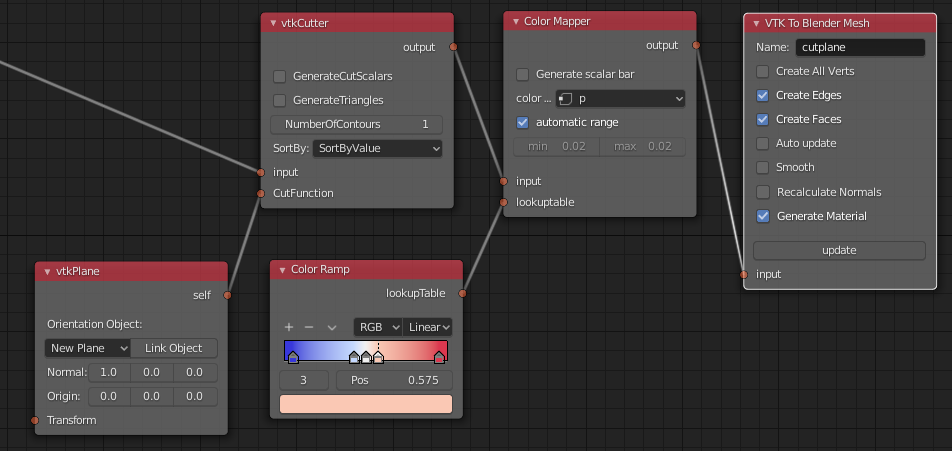 vtkCutter
output
GenerateCutScalars
GenerateTriangles
NumberOfContours 1
SortBy: SortByValue
input
CutFunction
Color Mapper
output
Generate scalar bar
color ... p
automatic range
min 0.02 max 0.02
input
lookuptable
VTK To Blender Mesh
Name: cutplane
Create All Verts
Create Edges
Create Faces
Auto update
Smooth
Recalculate Normals
Generate Material
update
input
vtkPlane
self
Orientation Object:
New Plane Link Object
Normal: 1.0 0.0 0.0
Origin: 0.0 0.0 0.0
Transform
Color Ramp
lookupTable
+ − RGB Linear
3 Pos 0.575